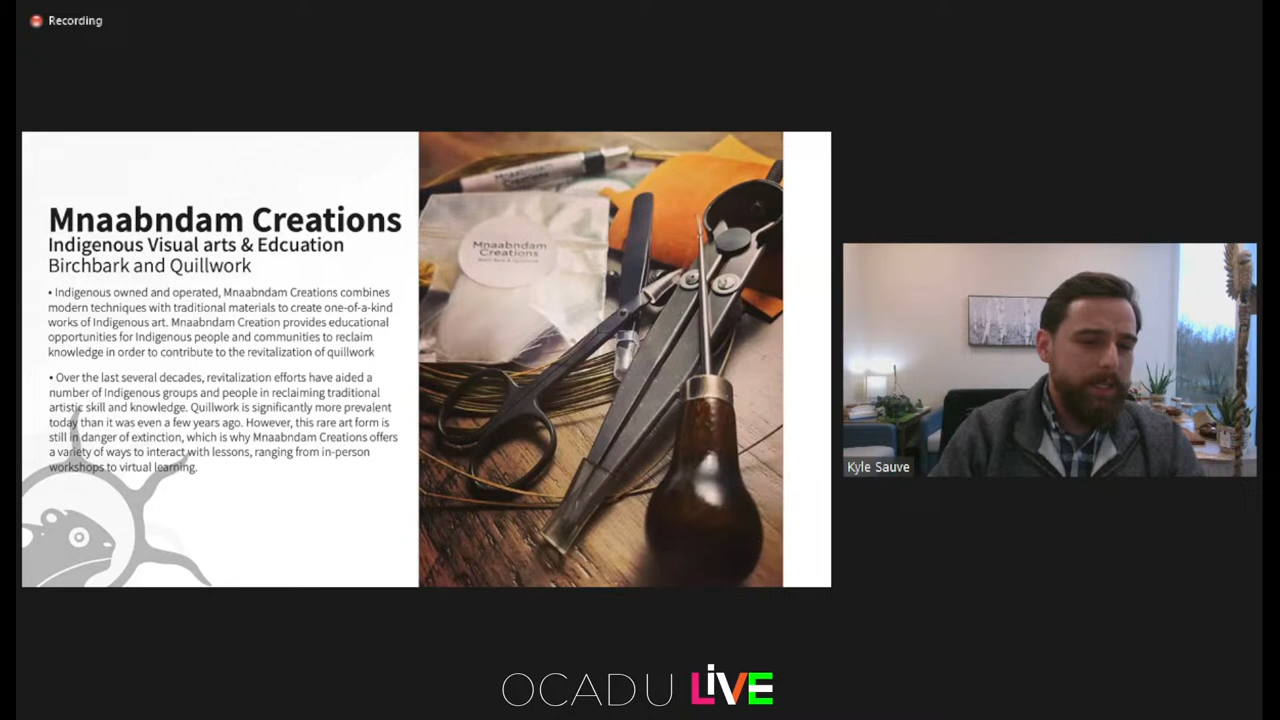 Recording
Mnaabndam Creations
Indigenous Visual arts & Edcuation
Birchbark and Quillwork
• Indigenous owned and operated, Mnaabndam Creations combines
modern techniques with traditional materials to create one-of-a-kind
works of Indigenous art. Mnaabndam Creation provides educational
opportunities for Indigenous people and communities to reclaim
knowledge in order to contribute to the revitalization of quillwork
• Over the last several decades, revitalization efforts have aided a
number of Indigenous groups and people in reclaiming traditional
artistic skill and knowledge. Quillwork is significantly more prevalent
today than it was even a few years ago. However, this rare art form is
still in danger of extinction, which is why Mnaabndam Creations offers
a variety of ways to interact with lessons, ranging from in-person
workshops to virtual learning.
Mnaabndam
Creations
Mnaabndam
Creations
Kyle Sauve
OCADU LiVE